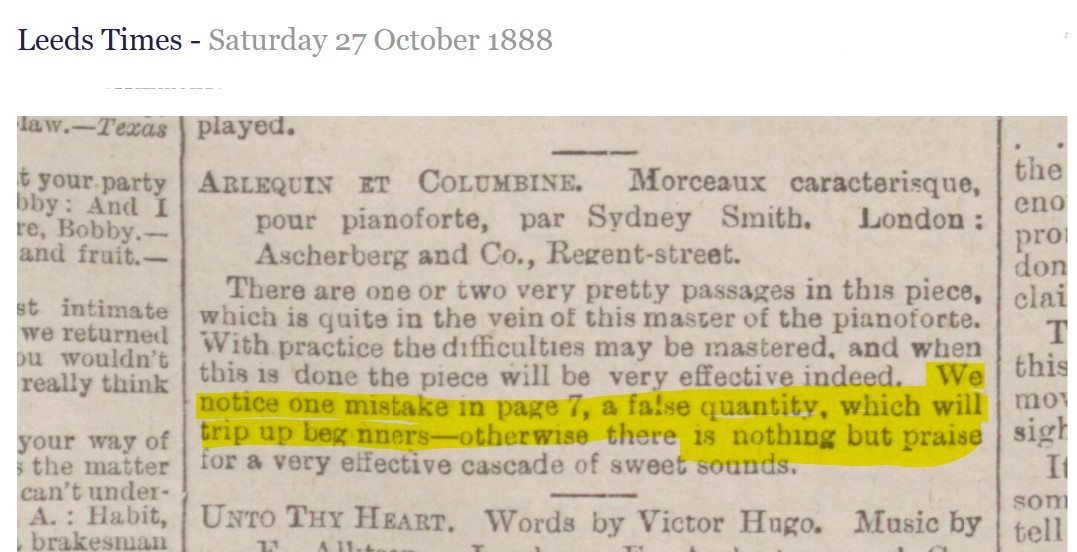 Leeds Times - Saturday 27 October 1888
law.—Texas
t your party
bby: And I
re, Bobby.—
and fruit.—
st intimate
we returned
ou wouldn't
really think
your way of
s the matter
can't under-
A. : Habit,
brakesman
played.
ARLEQUIN ET COLUMBINE. Morceaux caracterisque,
pour pianoforte, par Sydney Smith. London :
Ascherberg and Co., Regent-street.
There are one or two very pretty passages in this piece,
which is quite in the vein of this master of the pianoforte.
With practice the difficulties may be mastered, and when
this is done the piece will be very effective indeed. We
notice one mistake in page 7, a false quantity, which will
trip up beg nners—otherwise there is nothing but praise
for a very effective cascade of sweet sounds.
UNTO THY HEART. Words by Victor Hugo. Music by
the
eno
pro
don
clai
T
this
mov
sigh
It
som
tell